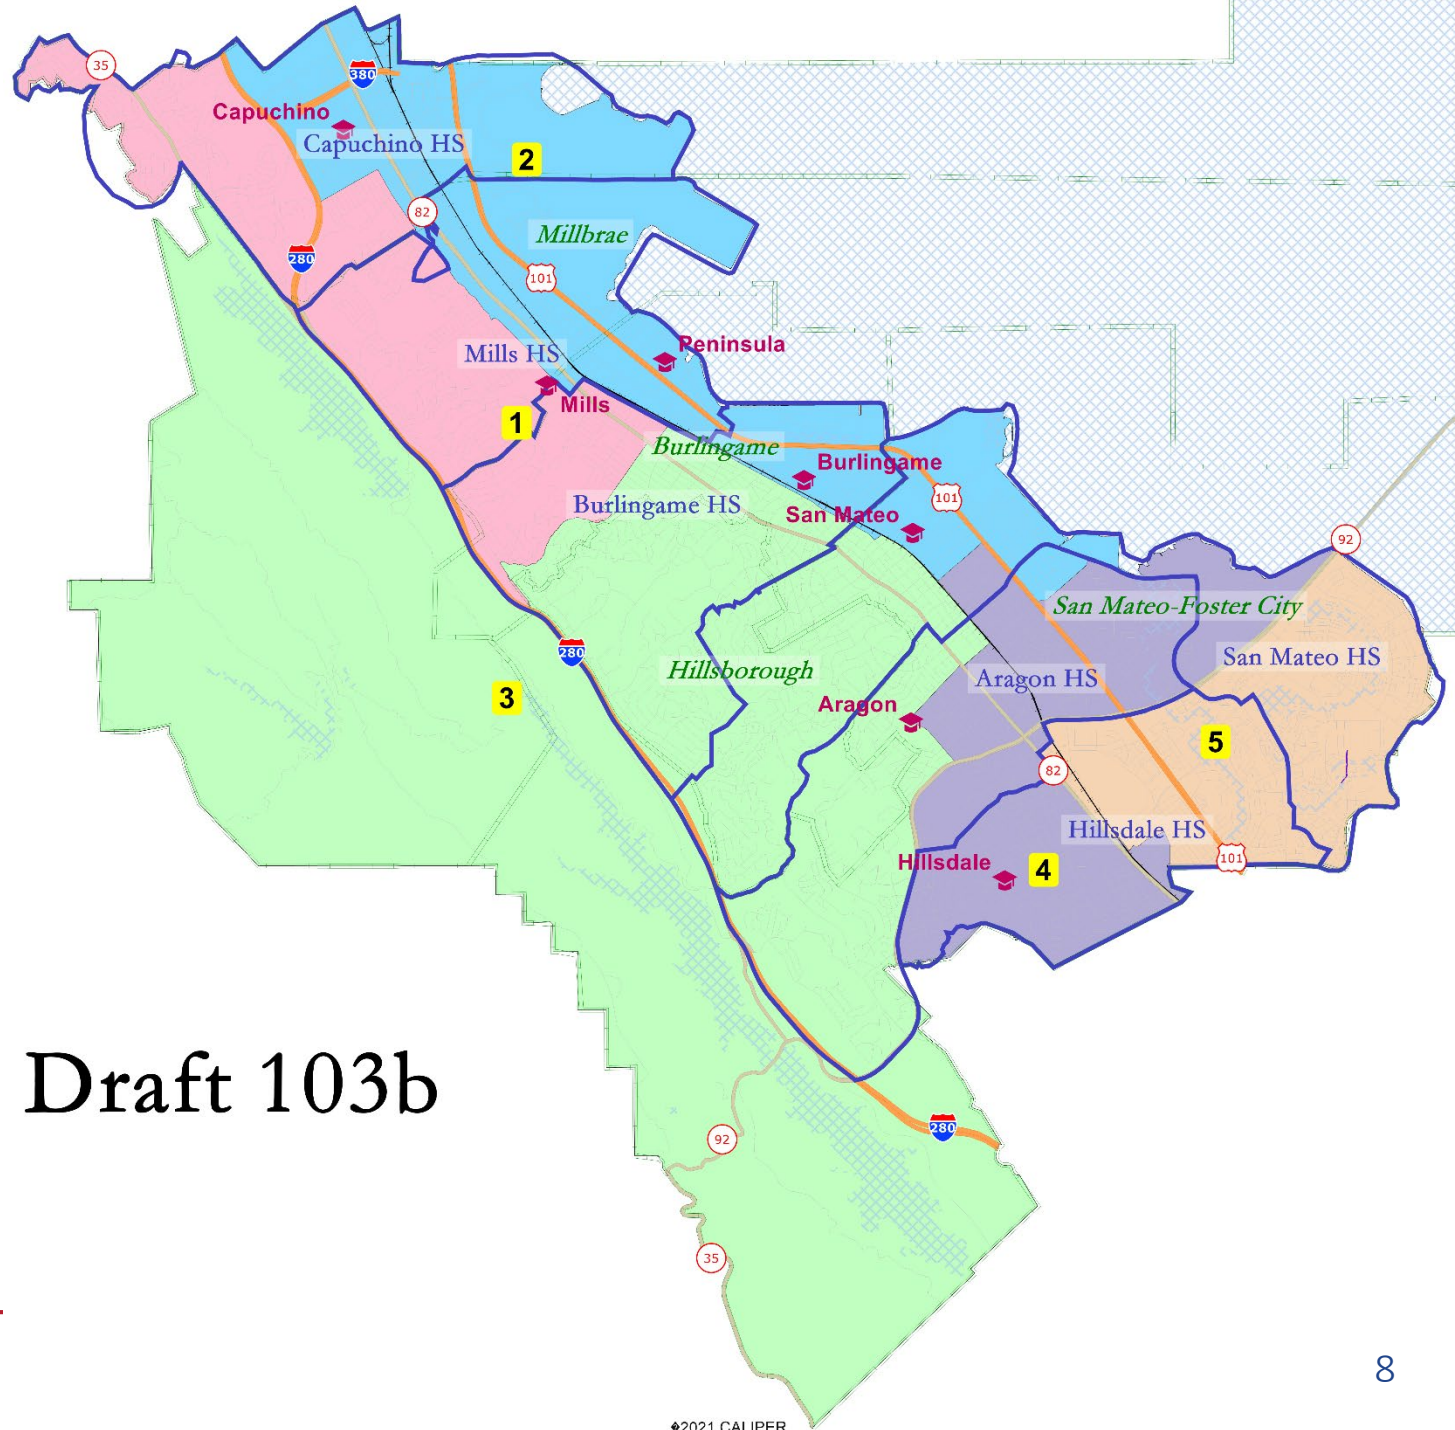 35
380
Capuchino
Capuchino HS
2
82
Millbrae
280
101
Peninsula
Mills HS
Mills
1
Burlingame
Burlingame
101
Burlingame HS
San Mateo
92
San Mateo-Foster City
280
Hillsborough
San Mateo HS
Aragon HS
3
Aragon
5
82
Hillsdale HS
101
Hillsdale
4
Draft 103b
280
92
35
8
�2021 CALIPER